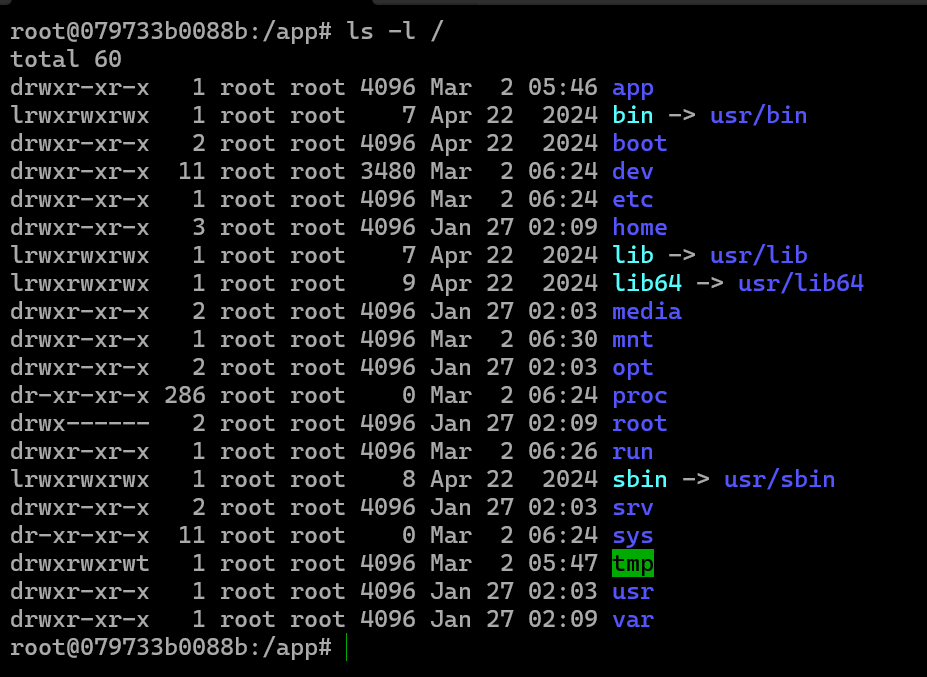 root@079733b0088b:/app# ls -l /
total 60
drwxr-xr-x   1 root root 4096 Mar  2 05:46 app
lrwxrwxrwx   1 root root    7 Apr 22  2024 bin -> usr/bin
drwxr-xr-x   2 root root 4096 Apr 22  2024 boot
drwxr-xr-x  11 root root 3480 Mar  2 06:24 dev
drwxr-xr-x   1 root root 4096 Mar  2 06:24 etc
drwxr-xr-x   3 root root 4096 Jan 27 02:09 home
lrwxrwxrwx   1 root root    7 Apr 22  2024 lib -> usr/lib
lrwxrwxrwx   1 root root    9 Apr 22  2024 lib64 -> usr/lib64
drwxr-xr-x   2 root root 4096 Jan 27 02:03 media
drwxr-xr-x   1 root root 4096 Mar  2 06:30 mnt
drwxr-xr-x   2 root root 4096 Jan 27 02:03 opt
dr-xr-xr-x 286 root root    0 Mar  2 06:24 proc
drwx------   2 root root 4096 Jan 27 02:09 root
drwxr-xr-x   1 root root 4096 Mar  2 06:26 run
lrwxrwxrwx   1 root root    8 Apr 22  2024 sbin -> usr/sbin
drwxr-xr-x   2 root root 4096 Jan 27 02:03 srv
dr-xr-xr-x  11 root root    0 Mar  2 06:24 sys
drwxrwxrwt   1 root root 4096 Mar  2 05:47 tmp
drwxr-xr-x   1 root root 4096 Jan 27 02:03 usr
drwxr-xr-x   1 root root 4096 Jan 27 02:09 var
root@079733b0088b:/app#